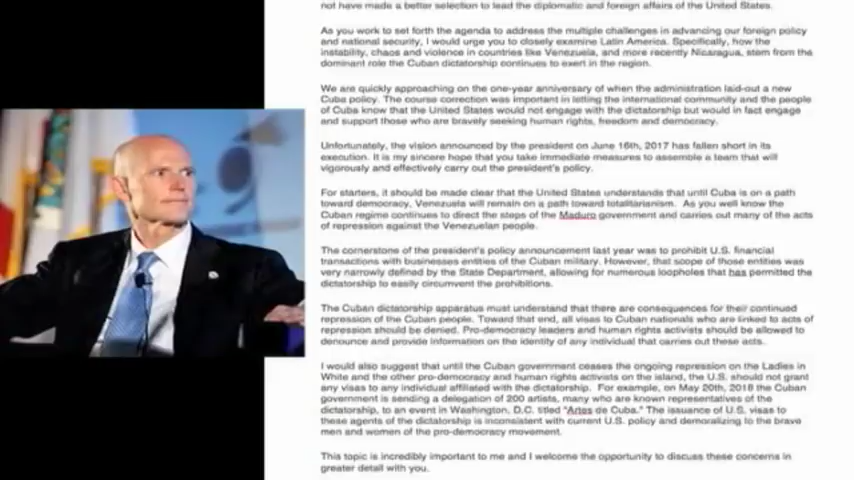 not have made a better selection to lead the diplomatic and foreign affairs of the United States.
As you work to set forth the agenda to address the multiple challenges in advancing our foreign policy
and national security, I would urge you to closely examine Latin America. Specifically, how the
instability, chaos and violence in countries like Venezuela, and more recently Nicaragua, stem from the
dominant role the Cuban dictatorship continues to exert in the region.
We are quickly approaching on the one-year anniversary of when the administration laid-out a new
Cuba policy. The course correction was important in letting the international community and the people
of Cuba know that the United States would not engage with the dictatorship but would in fact engage
and support those who are bravely seeking human rights, freedom and democracy.
Unfortunately, the vision announced by the president on June 16th, 2017 has fallen short in its
execution. It is my sincere hope that you take immediate measures to assemble a team that will
vigorously and effectively carry out the president's policy.
For starters, it should be made clear that the United States understands that until Cuba is on a path
toward democracy, Venezuela will remain on a path toward totalitarianism. As you well know the
Cuban regime continues to direct the steps of the Maduro government and carries out many of the acts
of repression against the Venezuelan people.
The cornerstone of the president's policy announcement last year was to prohibit U.S. financial
transactions with businesses entities of the Cuban military. However, that scope of those entities was
very narrowly defined by the State Department, allowing for numerous loopholes that has permitted the
dictatorship to easily circumvent the prohibitions.
The Cuban dictatorship apparatus must understand that there are consequences for their continued
repression of the Cuban people. Toward that end, all visas to Cuban nationals who are linked to acts of
repression should be denied. Pro-democracy leaders and human rights activists should be allowed to
denounce and provide information on the identity of any individual that carries out these acts.
I would also suggest that until the Cuban government ceases the ongoing repression on the Ladies in
White and the other pro-democracy and human rights activists on the island, the U.S. should not grant
any visas to any individual affiliated with the dictatorship. For example, on May 20th, 2018 the Cuban
government is sending a delegation of 200 artists, many who are known representatives of the
dictatorship, to an event in Washington, D.C. titled "Artes de Cuba." The issuance of U.S. visas to
these agents of the dictatorship is inconsistent with current U.S. policy and demoralizing to the brave
men and women of the pro-democracy movement.
This topic is incredibly important to me and I welcome the opportunity to discuss these concerns in
greater detail with you.